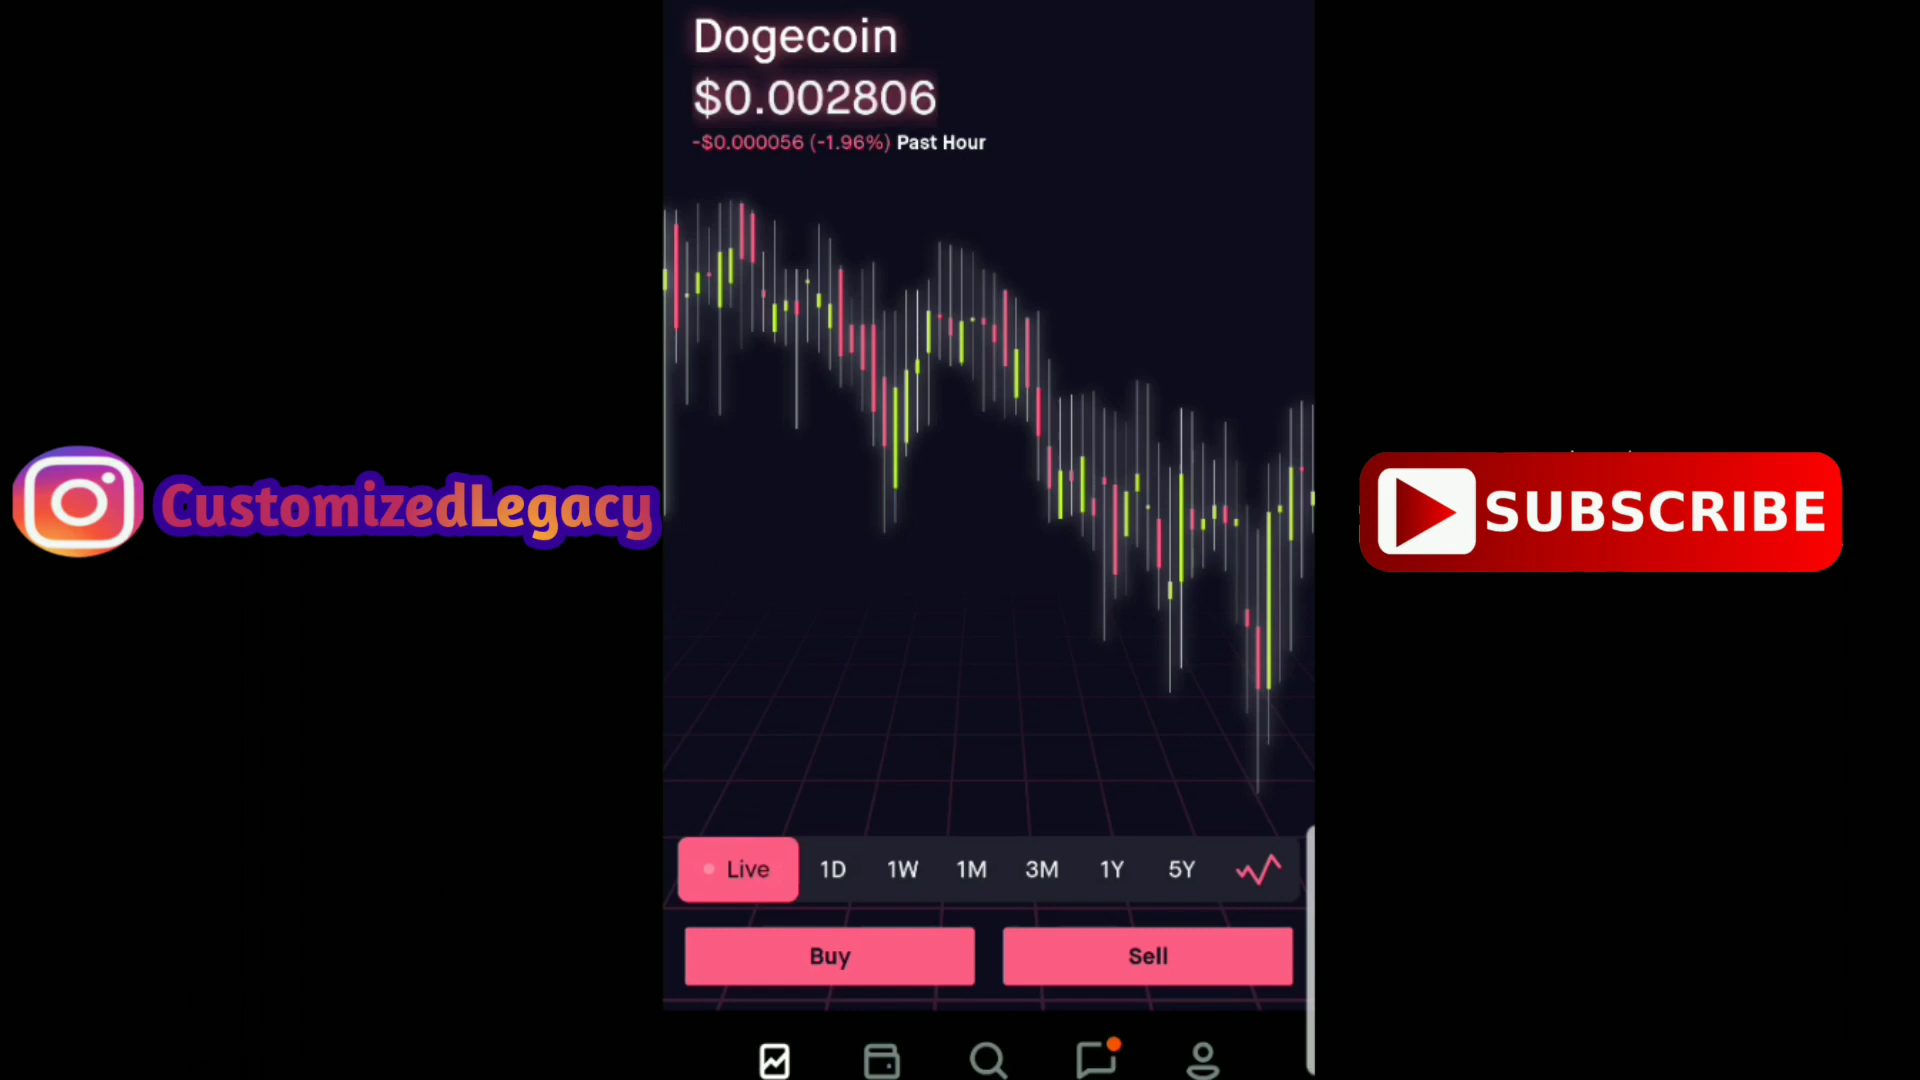 Dogecoin
$0.002806
-$0.000056 (-1.96%) Past Hour
CustomizedLegacy
SUBSCRIBE
Live 1D 1W 1M 3M 1Y 5Y
Buy Sell